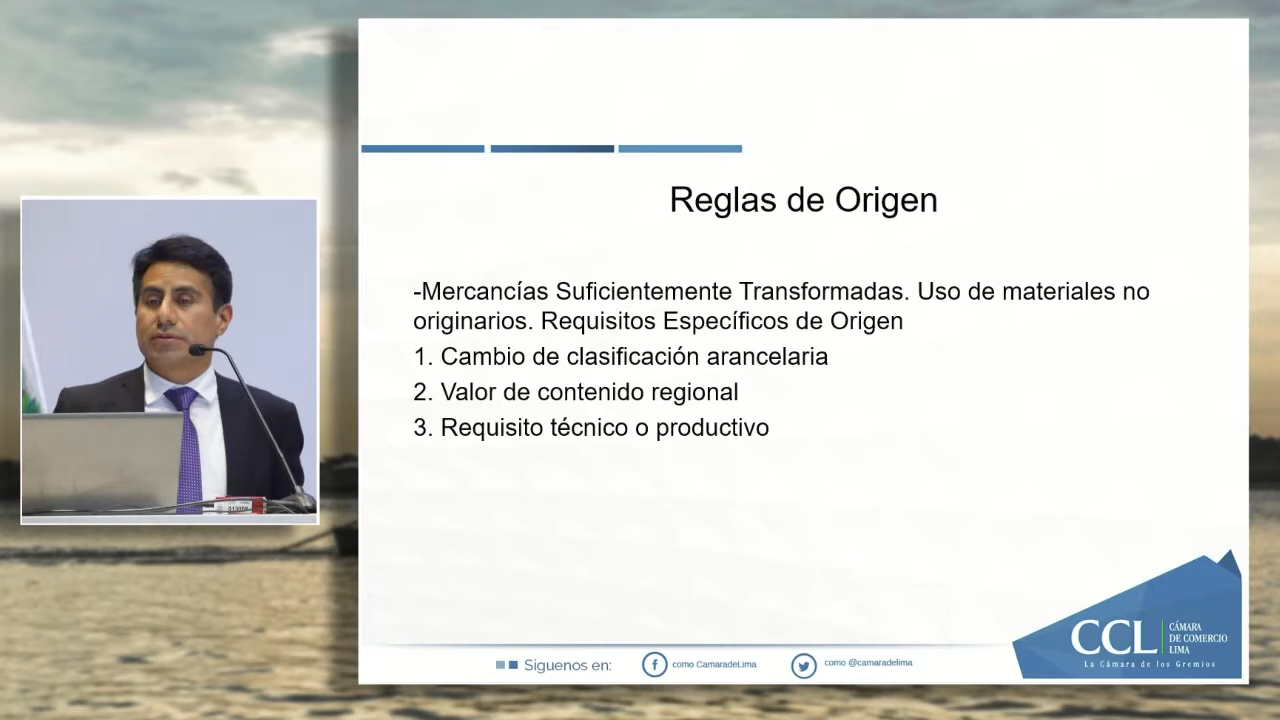 Reglas de Origen
-Mercancías Suficientemente Transformadas. Uso de materiales no
originarios. Requisitos Específicos de Origen
1. Cambio de clasificación arancelaria
2. Valor de contenido regional
3. Requisito técnico o productivo
CCL
CÁMARA
DE COMERCIO
LIMA
La Cámara de los Gremios
Síguenos en:
como CamaradeLima
como @camaradelima